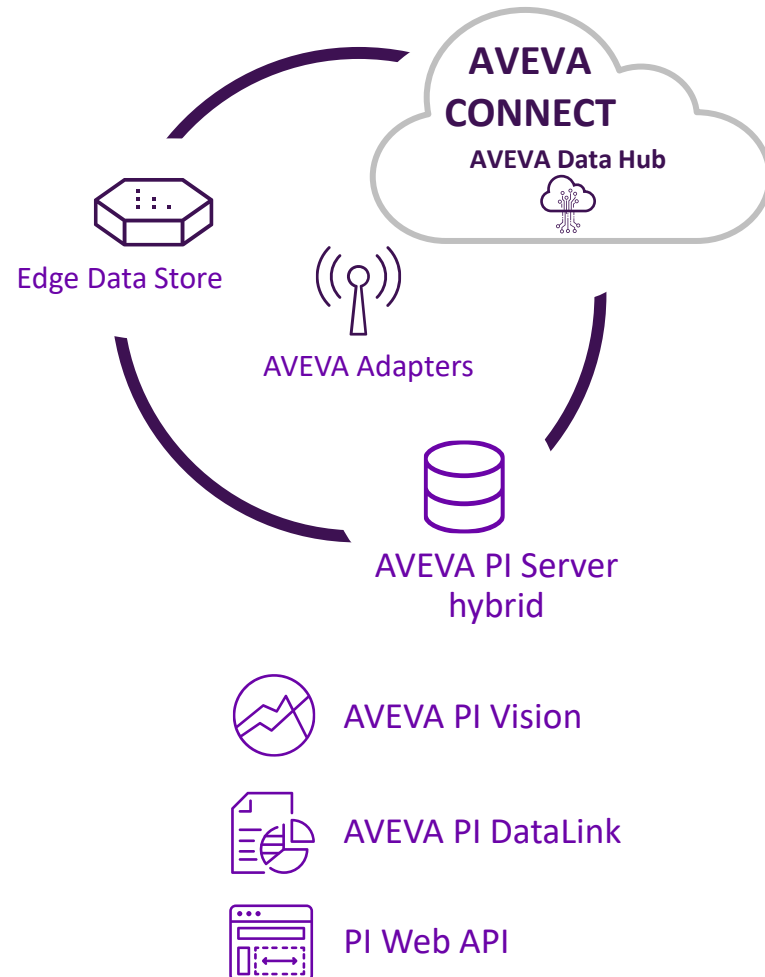 AVEVA
CONNECT
AVEVA Data Hub
Edge Data Store
AVEVA Adapters
AVEVA PI Server
hybrid
AVEVA PI Vision
AVEVA PI DataLink
PI Web API